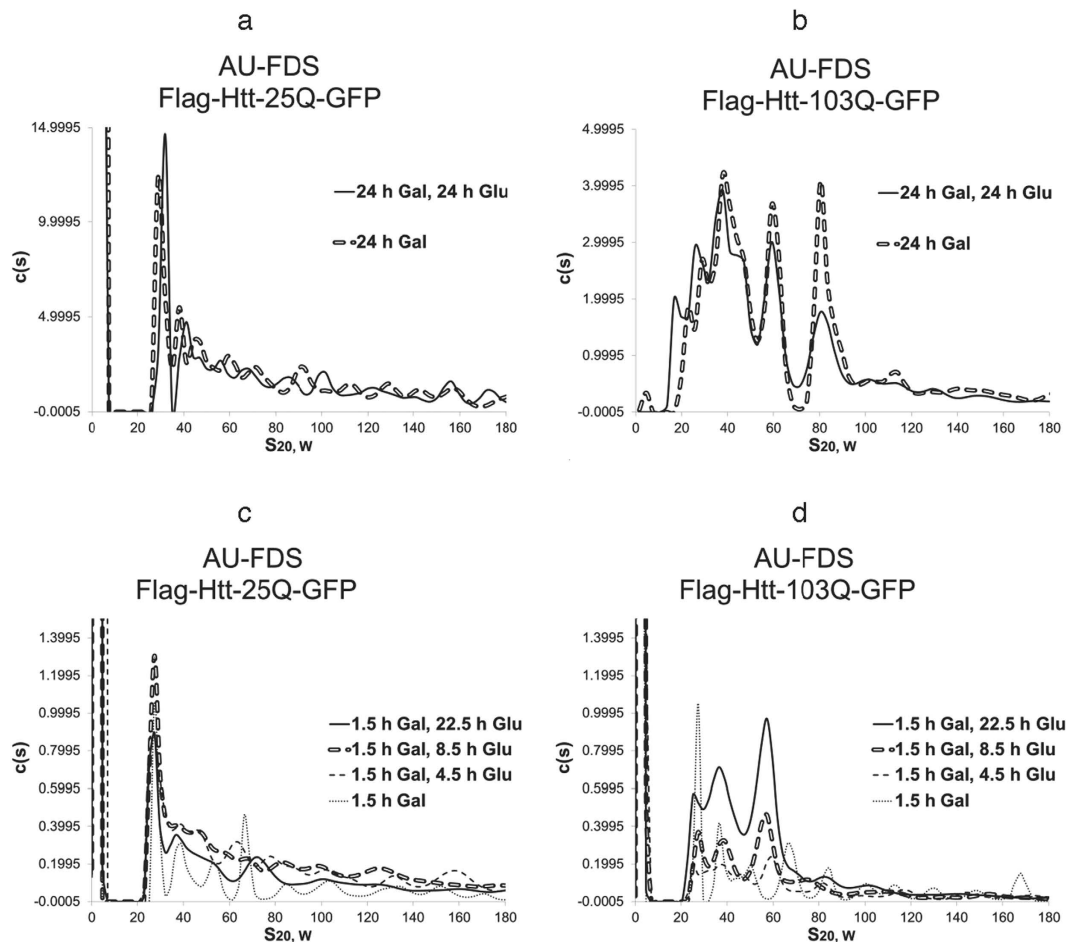 a
AU-FDS
Flag-Htt-25Q-GFP
14.9995
9.9995
4.9995
-0.0005
c(s)
24 h Gal, 24 h Glu
24 h Gal
0 20 40 60 80 100 120 140 160 180
S20, W
b
AU-FDS
Flag-Htt-103Q-GFP
4.9995
3.9995
2.9995
1.9995
0.9995
-0.0005
c(s)
24 h Gal, 24 h Glu
24 h Gal
0 20 40 60 80 100 120 140 160 180
S20, W
c
AU-FDS
Flag-Htt-25Q-GFP
1.3995
1.1995
0.9995
0.7995
0.5995
0.3995
0.1995
-0.0005
c(s)
1.5 h Gal, 22.5 h Glu
1.5 h Gal, 8.5 h Glu
1.5 h Gal, 4.5 h Glu
1.5 h Gal
0 20 40 60 80 100 120 140 160 180
S20, W
d
AU-FDS
Flag-Htt-103Q-GFP
1.3995
1.1995
0.9995
0.7995
0.5995
0.3995
0.1995
-0.0005
c(s)
1.5 h Gal, 22.5 h Glu
1.5 h Gal, 8.5 h Glu
1.5 h Gal, 4.5 h Glu
1.5 h Gal
0 20 40 60 80 100 120 140 160 180
S20, W